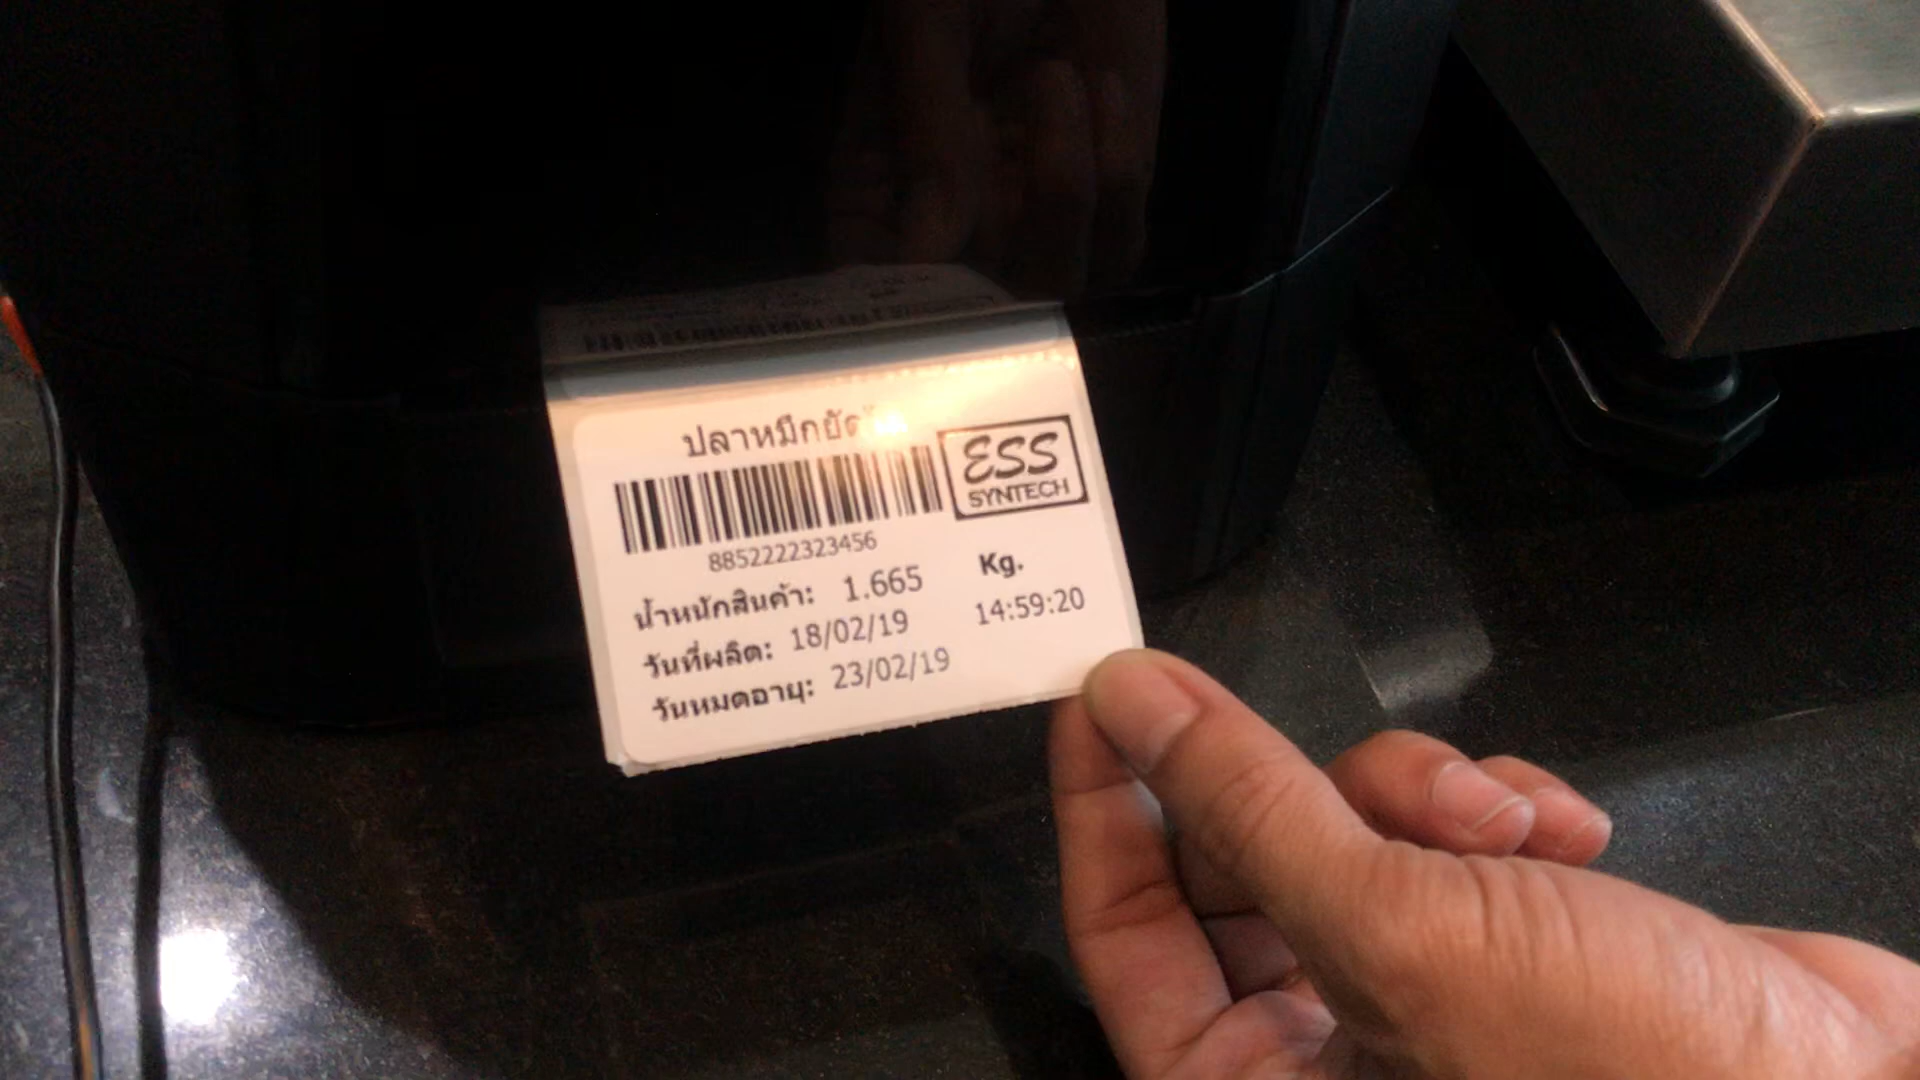 ปลาหมึกยัด
ESS
SYNTECH
8852222323456
น้ำหนักสินค้า: 1.665 Kg.
วันที่ผลิต: 18/02/19 14:59:20
วันหมดอายุ: 23/02/19